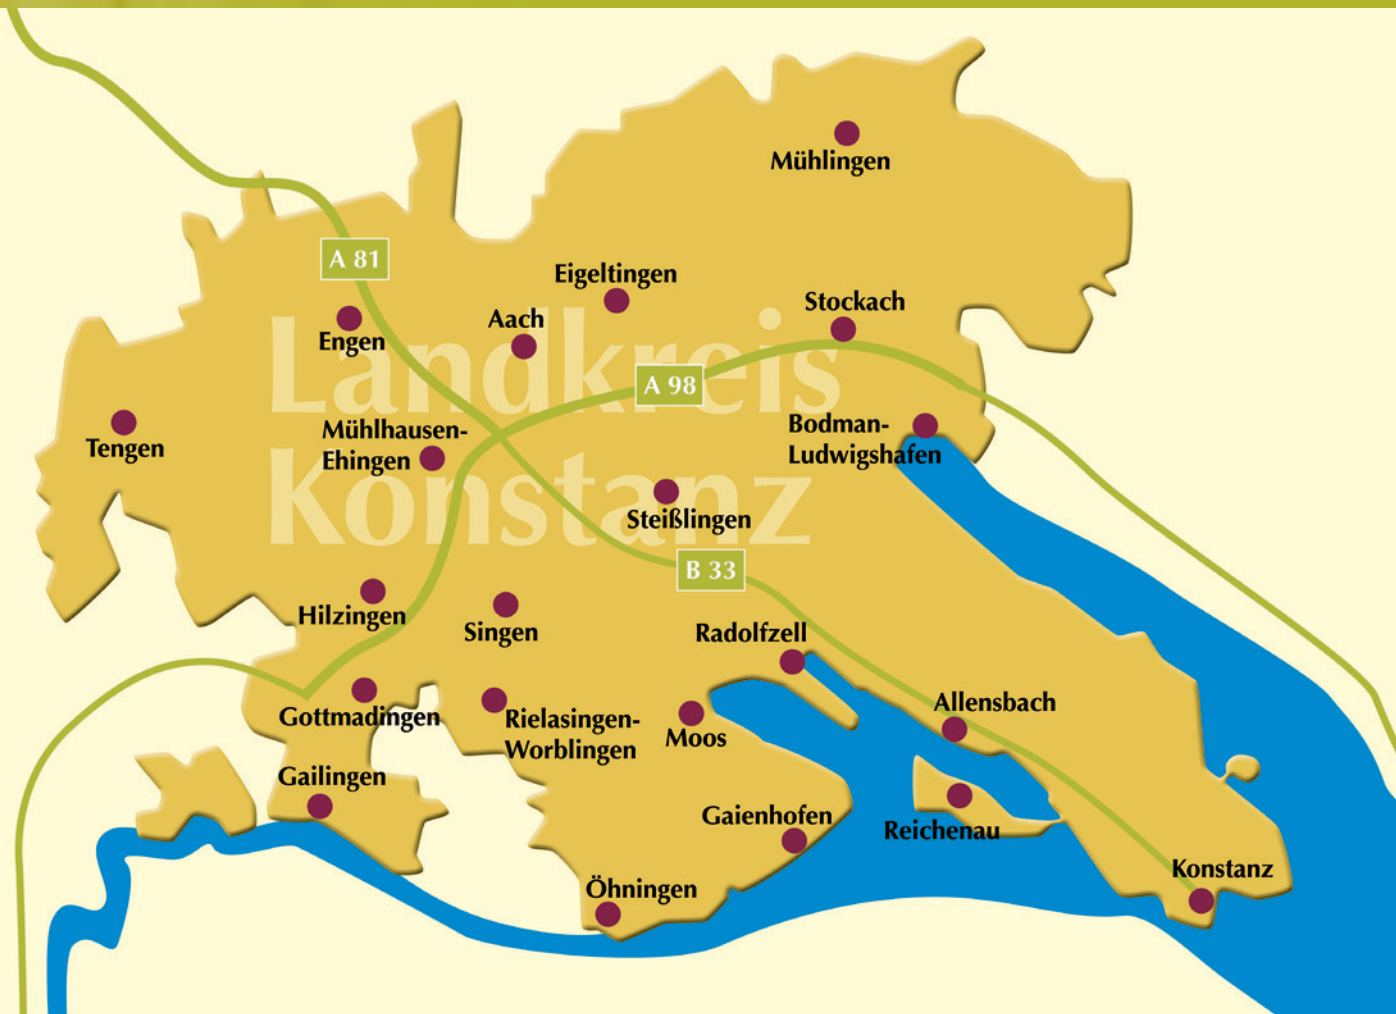 Mühlingen
A 81
Eigeltingen
Stockach
Aach
Engen
Landkreis
A 98
Bodman-
Ludwigshafen
Mühlhausen-
Ehingen
Tengen
Konstanz
Steißlingen
B 33
Hilzingen
Singen
Radolfzell
Allensbach
Gottmadingen
Rielasingen-
Worblingen
Moos
Gailingen
Gaienhofen
Reichenau
Konstanz
Öhningen